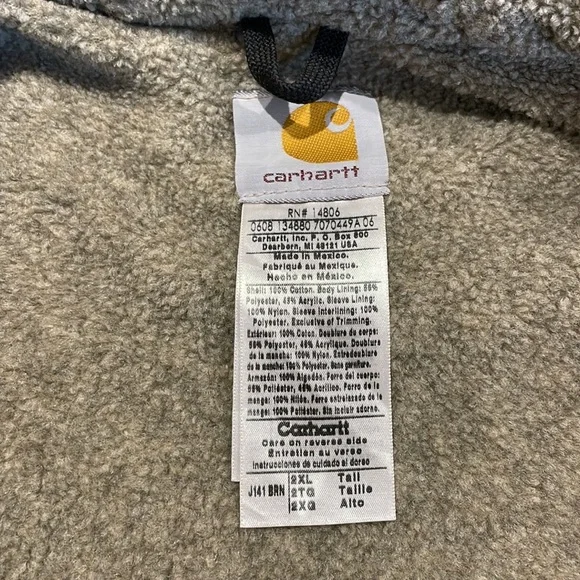 carhartt
RN# 14806
0608 134880 7070449A 06
Carhartt, Inc. P. O. Box 600
Dearborn, MI 48121 USA
Made in Mexico.
Fabriqué au Mexique.
Hecho en México.
Shell: 100% Cotton. Body Lining: 55%
Polyester, 45% Acrylic. Sleeve Lining:
100% Nylon. Sleeve Interlining: 100%
Polyester. Exclusive of Trimming.
Extérieur: 100% Coton. Doublure de corps:
55% Polyester, 45% Acrylique. Doublure de
la manche: 100% Nylon. Entredoublure de
de la manche: 100% Polyester. Sans garniture.
Armazón: 100% Algodón. Forro del cuerpo:
55% Poliéster, 45% Acrílico. Forro de la
manga: 100% Nilón. Forro entrelazado de la
manga: 100% Poliéster. Sin incluir adorno.
Carhartt
Care on reverse side
Entretien au verso
Instrucciones de cuidado al dorso
J141 BRN 2XL Tall
2TG Taille
2XG Alto